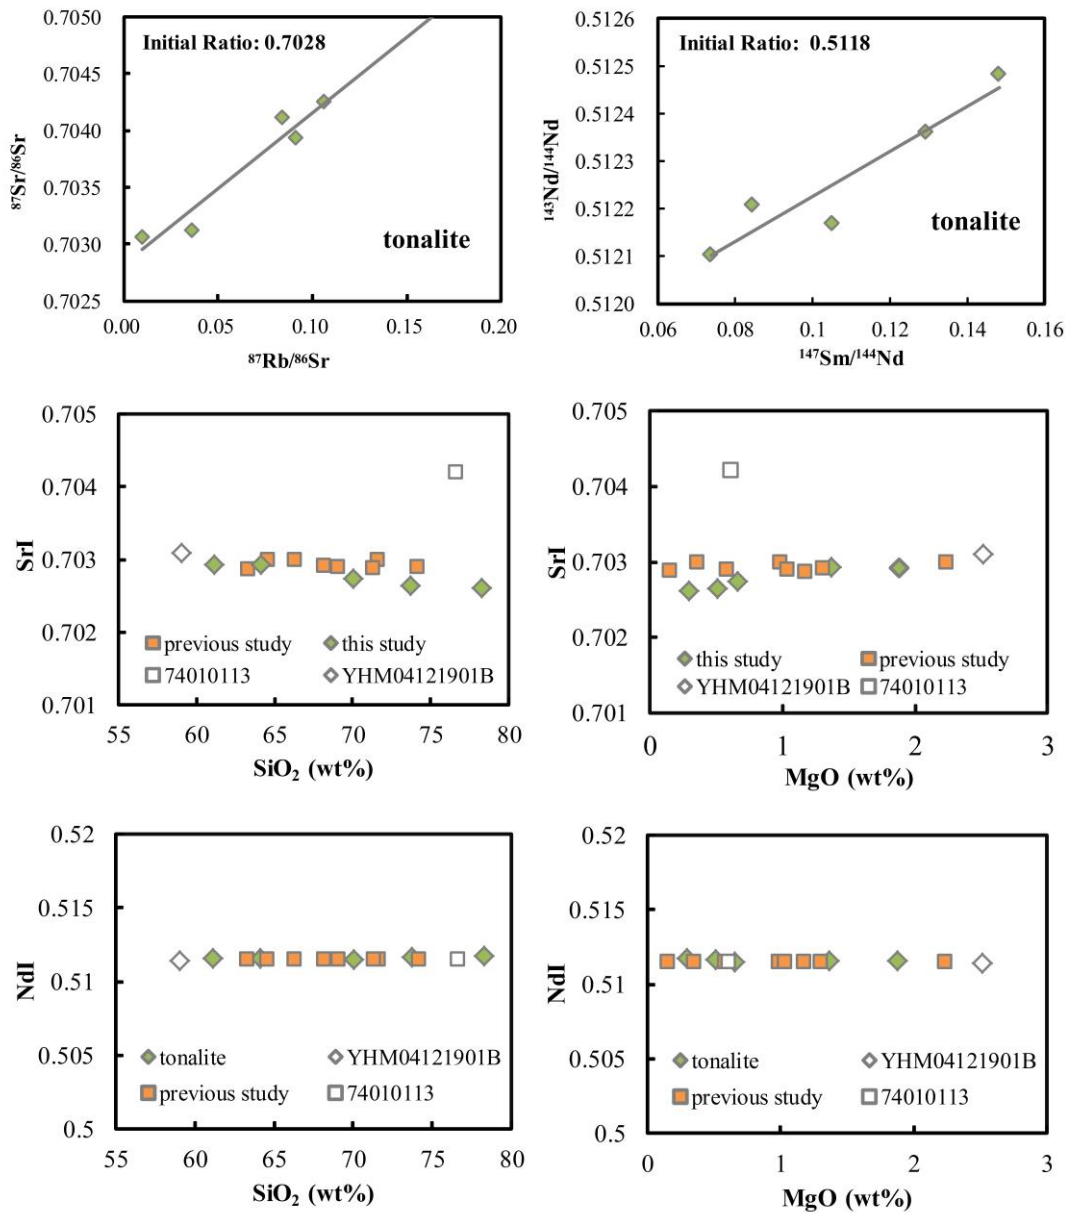 Initial Ratio: 0.7028
0.7050
0.7045
0.7040
0.7035
0.7030
0.7025
⁸⁷Sr/⁸⁶Sr
tonalite
0.00
0.05
0.10
0.15
0.20
⁸⁷Rb/⁸⁶Sr
Initial Ratio: 0.5118
0.5126
0.5125
0.5124
0.5123
0.5122
0.5121
0.5120
¹⁴³Nd/¹⁴⁴Nd
tonalite
0.06
0.08
0.1
0.12
0.14
0.16
¹⁴⁷Sm/¹⁴⁴Nd
0.705
0.704
0.703
0.702
0.701
SrI
previous study
this study
74010113
YHM04121901B
55
60
65
70
75
80
SiO₂ (wt%)
0.705
0.704
0.703
0.702
0.701
SrI
this study
previous study
YHM04121901B
74010113
0
1
2
3
MgO (wt%)
0.52
0.515
0.51
0.505
0.5
NdI
tonalite
YHM04121901B
previous study
74010113
55
60
65
70
75
80
SiO₂ (wt%)
0.52
0.515
0.51
0.505
0.5
NdI
tonalite
YHM04121901B
previous study
74010113
0
1
2
3
MgO (wt%)